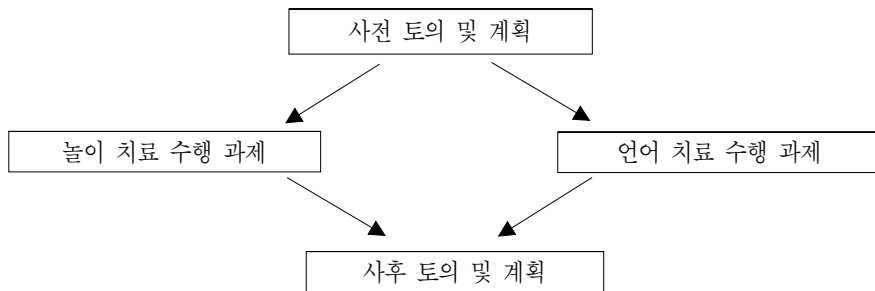 사전 토의 및 계획
놀이 치료 수행 과제
언어 치료 수행 과제
사후 토의 및 계획